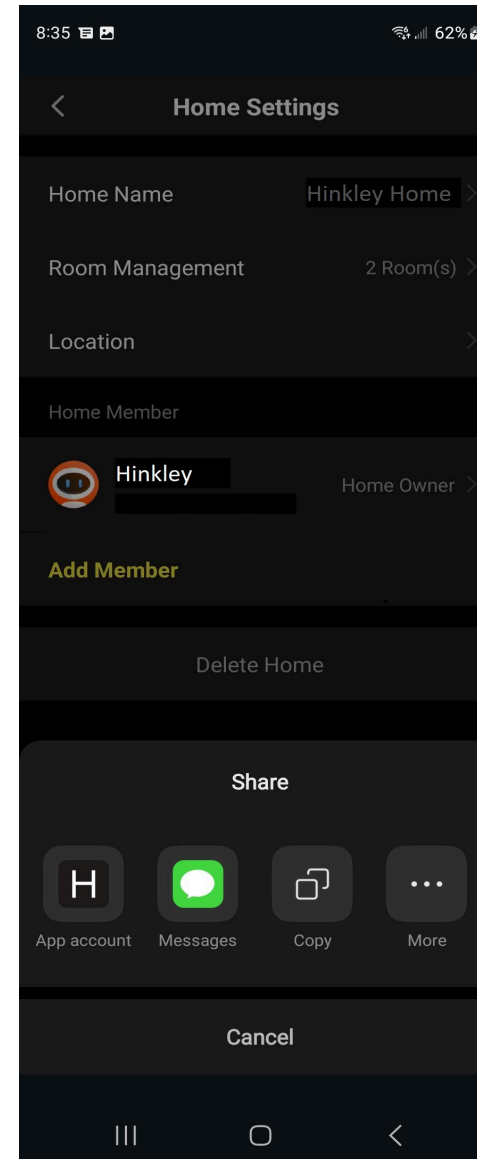 8:35 62%
Home Settings
Home Name Hinkley Home
Room Management 2 Room(s)
Location
Home Member
Hinkley
Home Owner
Add Member
Delete Home
Share
H
App account Messages Copy More
Cancel